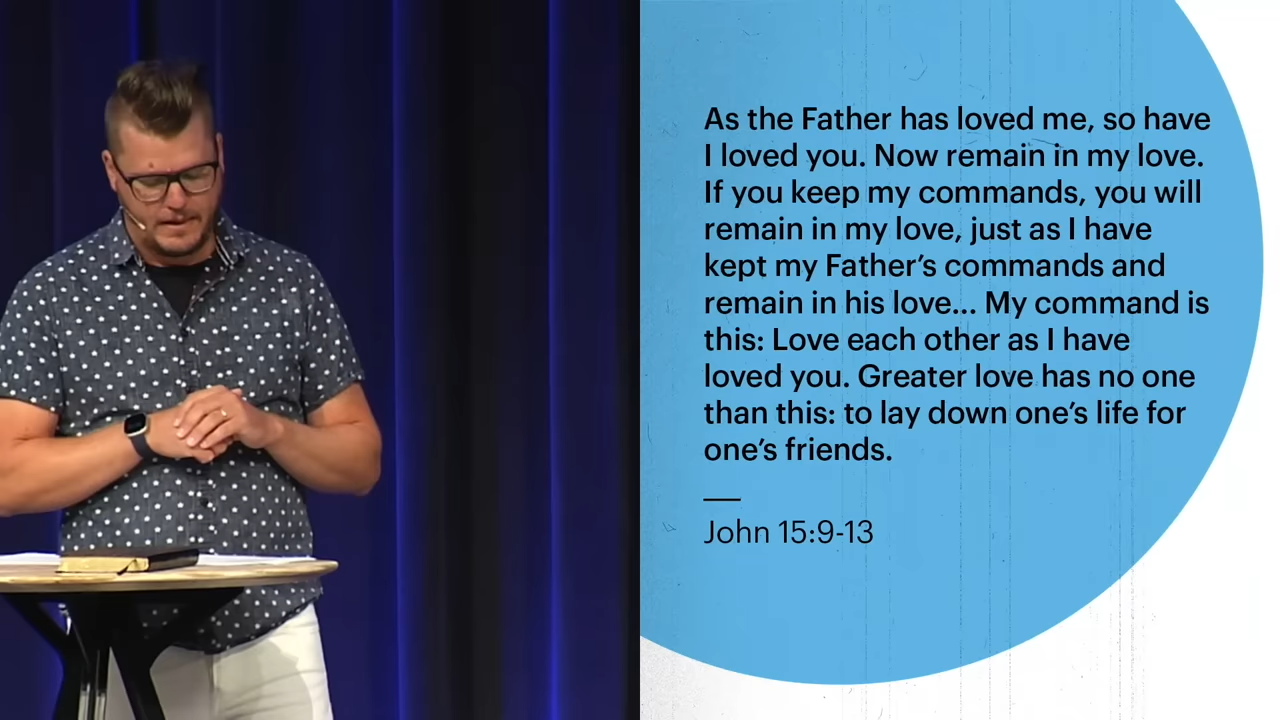 As the Father has loved me, so have
I loved you. Now remain in my love.
If you keep my commands, you will
remain in my love, just as I have
kept my Father’s commands and
remain in his love... My command is
this: Love each other as I have
loved you. Greater love has no one
than this: to lay down one’s life for
one’s friends.
John 15:9-13